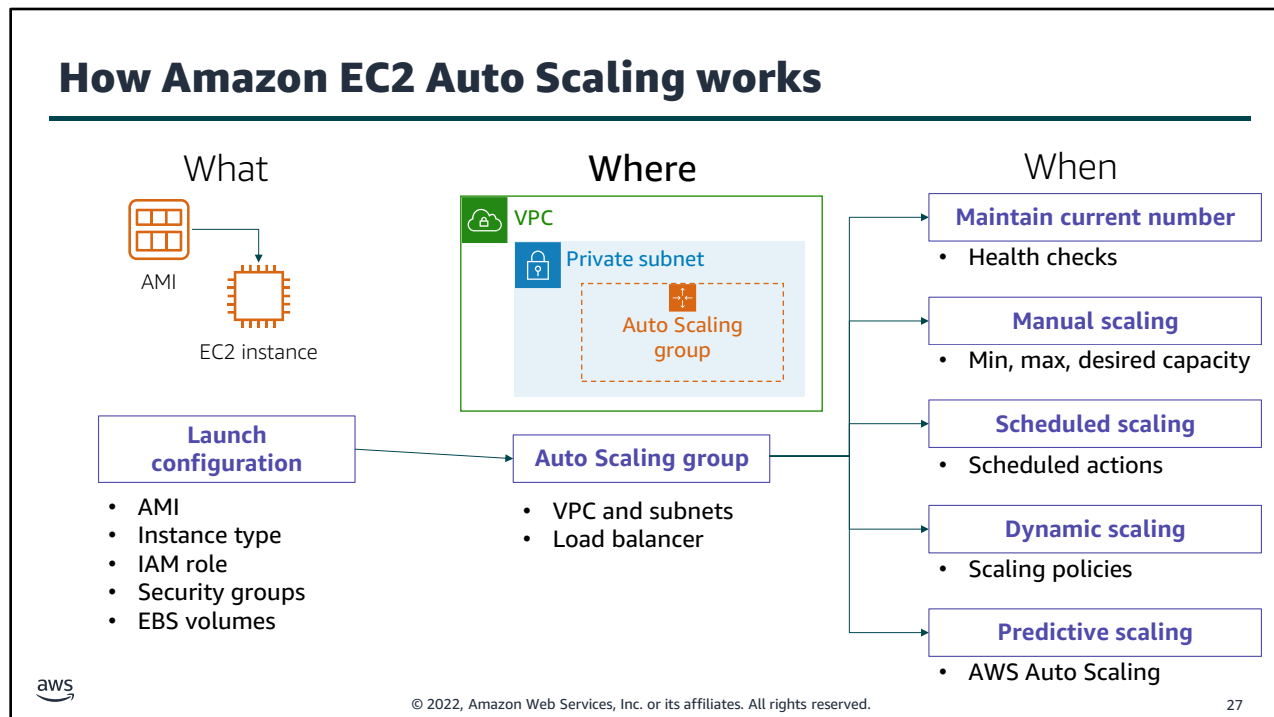 How Amazon EC2 Auto Scaling works
What
AMI
EC2 instance
Launch
configuration
• AMI
• Instance type
• IAM role
• Security groups
• EBS volumes
Where
VPC
Private subnet
Auto Scaling
group
Auto Scaling group
• VPC and subnets
• Load balancer
When
Maintain current number
• Health checks
Manual scaling
• Min, max, desired capacity
Scheduled scaling
• Scheduled actions
Dynamic scaling
• Scaling policies
Predictive scaling
• AWS Auto Scaling
aws
© 2022, Amazon Web Services, Inc. or its affiliates. All rights reserved.
27